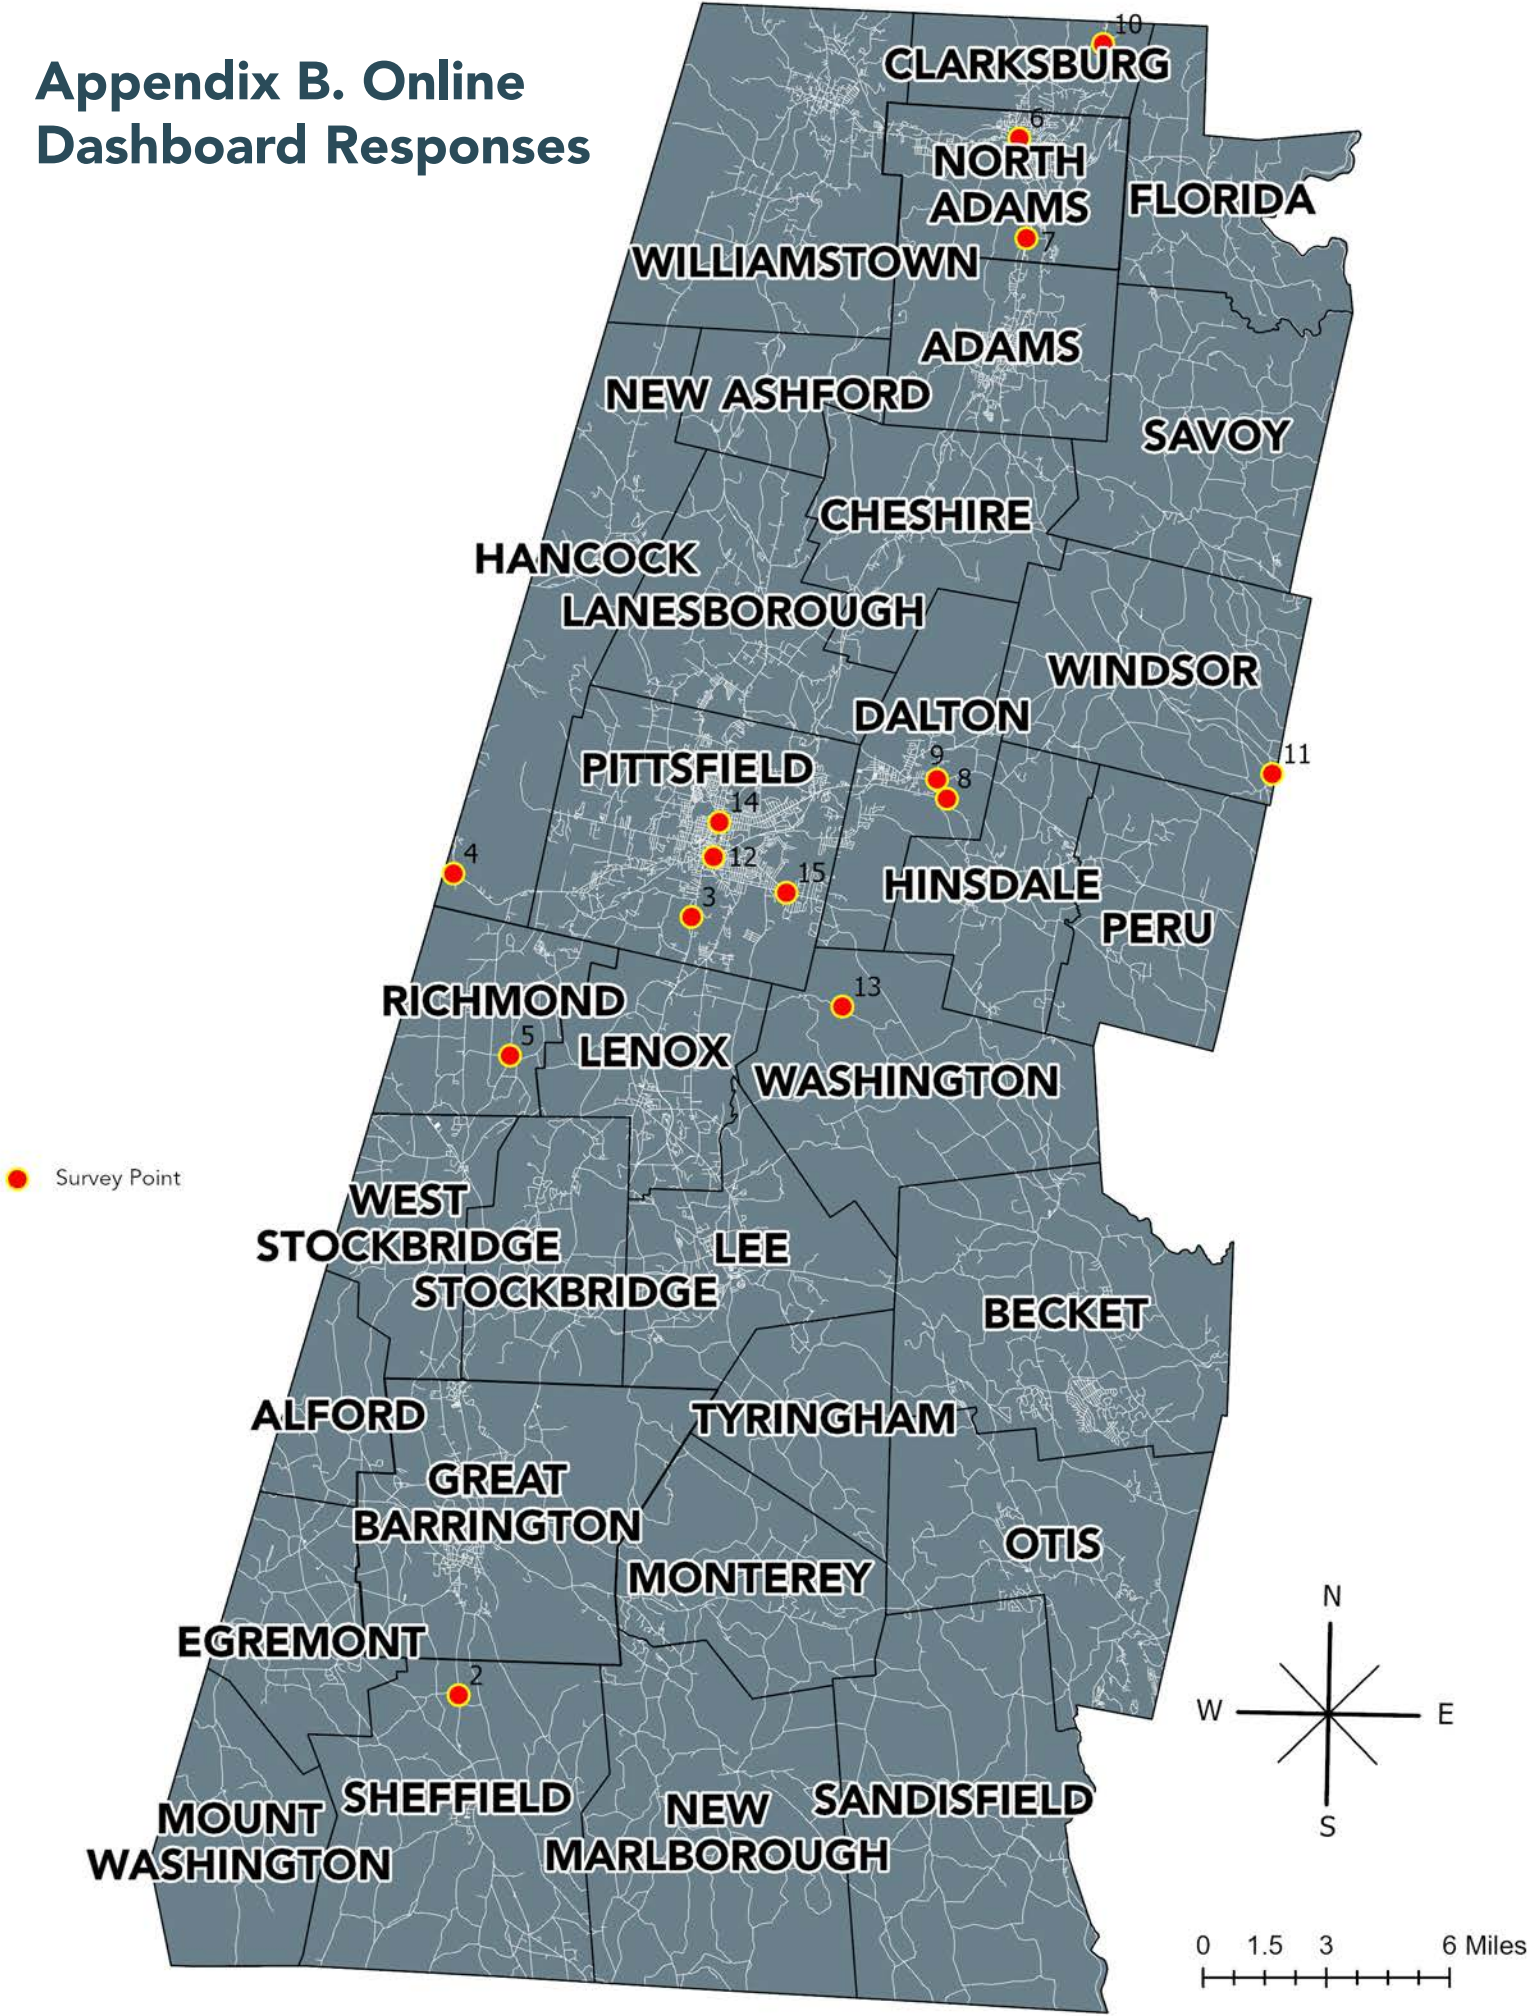 Appendix B. Online
Dashboard Responses
10
CLARKSBURG
6
NORTH
ADAMS
FLORIDA
7
WILLIAMSTOWN
ADAMS
NEW ASHFORD
SAVOY
CHESHIRE
HANCOCK
LANESBOROUGH
WINDSOR
DALTON
9
11
PITTSFIELD
8
14
4
12
15
3
HINSDALE
PERU
13
RICHMOND
5
LENOX
WASHINGTON
Survey Point
WEST
STOCKBRIDGE
LEE
STOCKBRIDGE
BECKET
ALFORD
TYRINGHAM
GREAT
BARRINGTON
OTIS
MONTEREY
N
EGREMONT
2
W
E
SHEFFIELD
SANDISFIELD
NEW
MARLBOROUGH
MOUNT
WASHINGTON
S
0 1.5 3 6 Miles